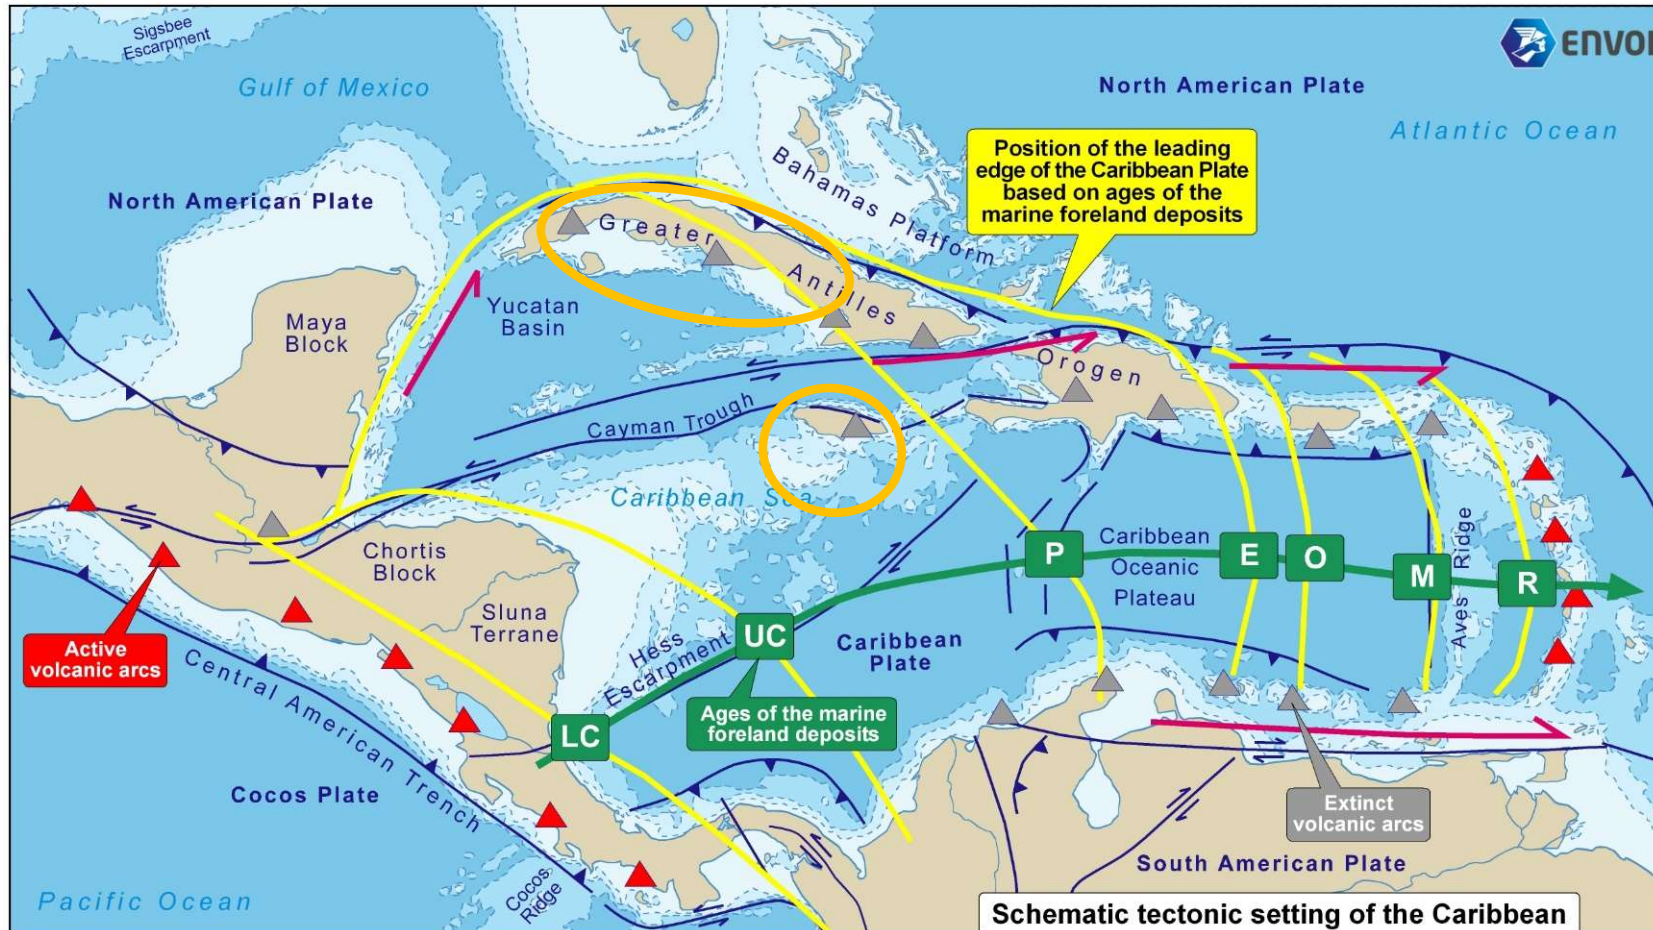 Sigsbee
Escarpment
Gulf of Mexico
North American Plate
Atlantic Ocean
Position of the leading
edge of the Caribbean Plate
based on ages of the
marine foreland deposits
Bahamas Platform
North American Plate
Greater
Antilles
Yucatan
Basin
Maya
Block
Orogen
Cayman Trough
Caribbean Sea
Chortis
Block
Sluna
Terrane
Active
volcanic arcs
Central American Trench
Hess
Escarpment
LC
UC
P
E
O
M
R
Caribbean
Oceanic
Plateau
Aves Ridge
Caribbean
Plate
Ages of the marine
foreland deposits
Cocos Plate
Extinct
volcanic arcs
South American Plate
Pacific Ocean
Cocos
Ridge
Schematic tectonic setting of the Caribbean